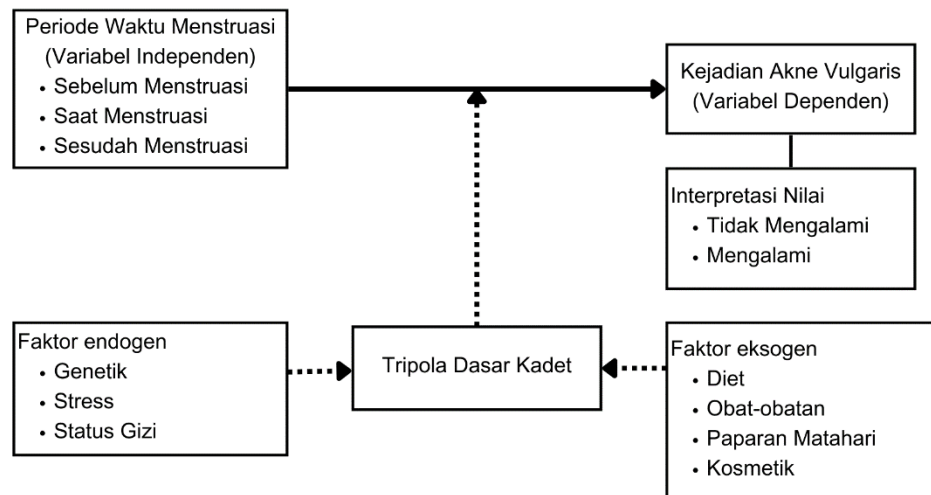 Periode Waktu Menstruasi
(Variabel Independen)
• Sebelum Menstruasi
• Saat Menstruasi
• Sesudah Menstruasi
Kejadian Akne Vulgaris
(Variabel Dependen)
Interpretasi Nilai
• Tidak Mengalami
• Mengalami
Faktor endogen
• Genetik
• Stress
• Status Gizi
Tripola Dasar Kadet
Faktor eksogen
• Diet
• Obat-obatan
• Paparan Matahari
• Kosmetik